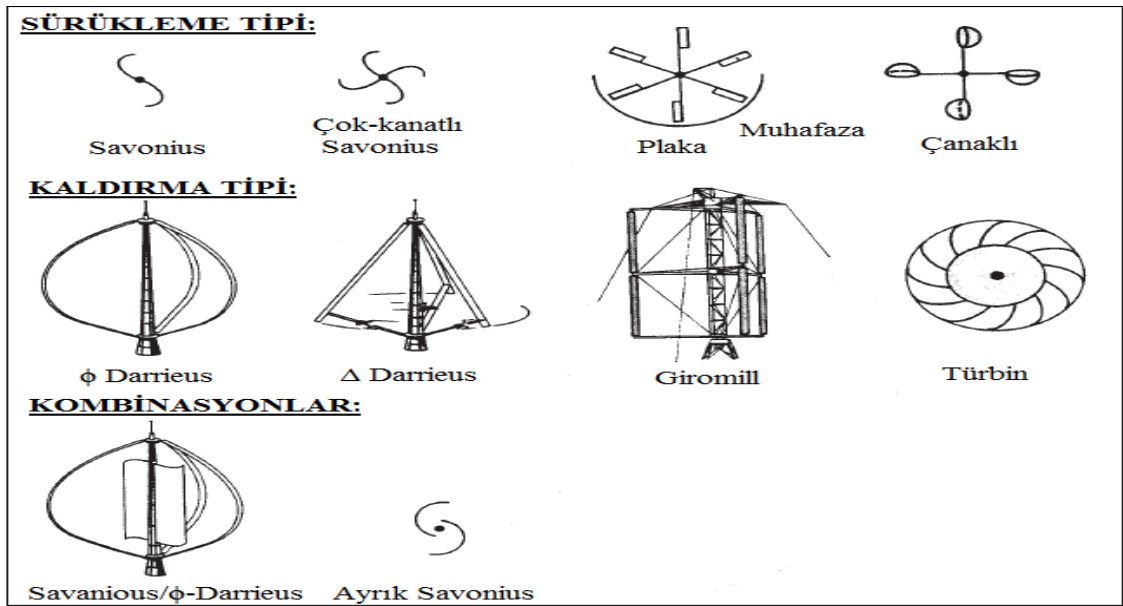 SÜRÜKLEME TİPİ:
Savonius
Çok-kanatlı
Savonius
Plaka
Muhafaza
Çanaklı
KALDIRMA TİPİ:
ϕ Darrieus
Δ Darrieus
Giromill
Türbin
KOMBİNASYONLAR:
Savanious/ϕ-Darrieus
Ayrık Savonius